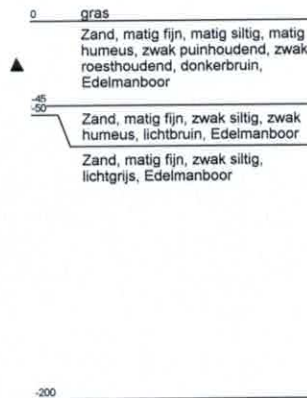 0 gras
Zand, matig fijn, matig siltig, matig
humeus, zwak puinhoudend, zwak
roesthoudend, donkerbruin,
Edelmanboor
-45
-50
Zand, matig fijn, zwak siltig, zwak
humeus, lichtbruin, Edelmanboor
Zand, matig fijn, zwak siltig,
lichtgrijs, Edelmanboor
-200